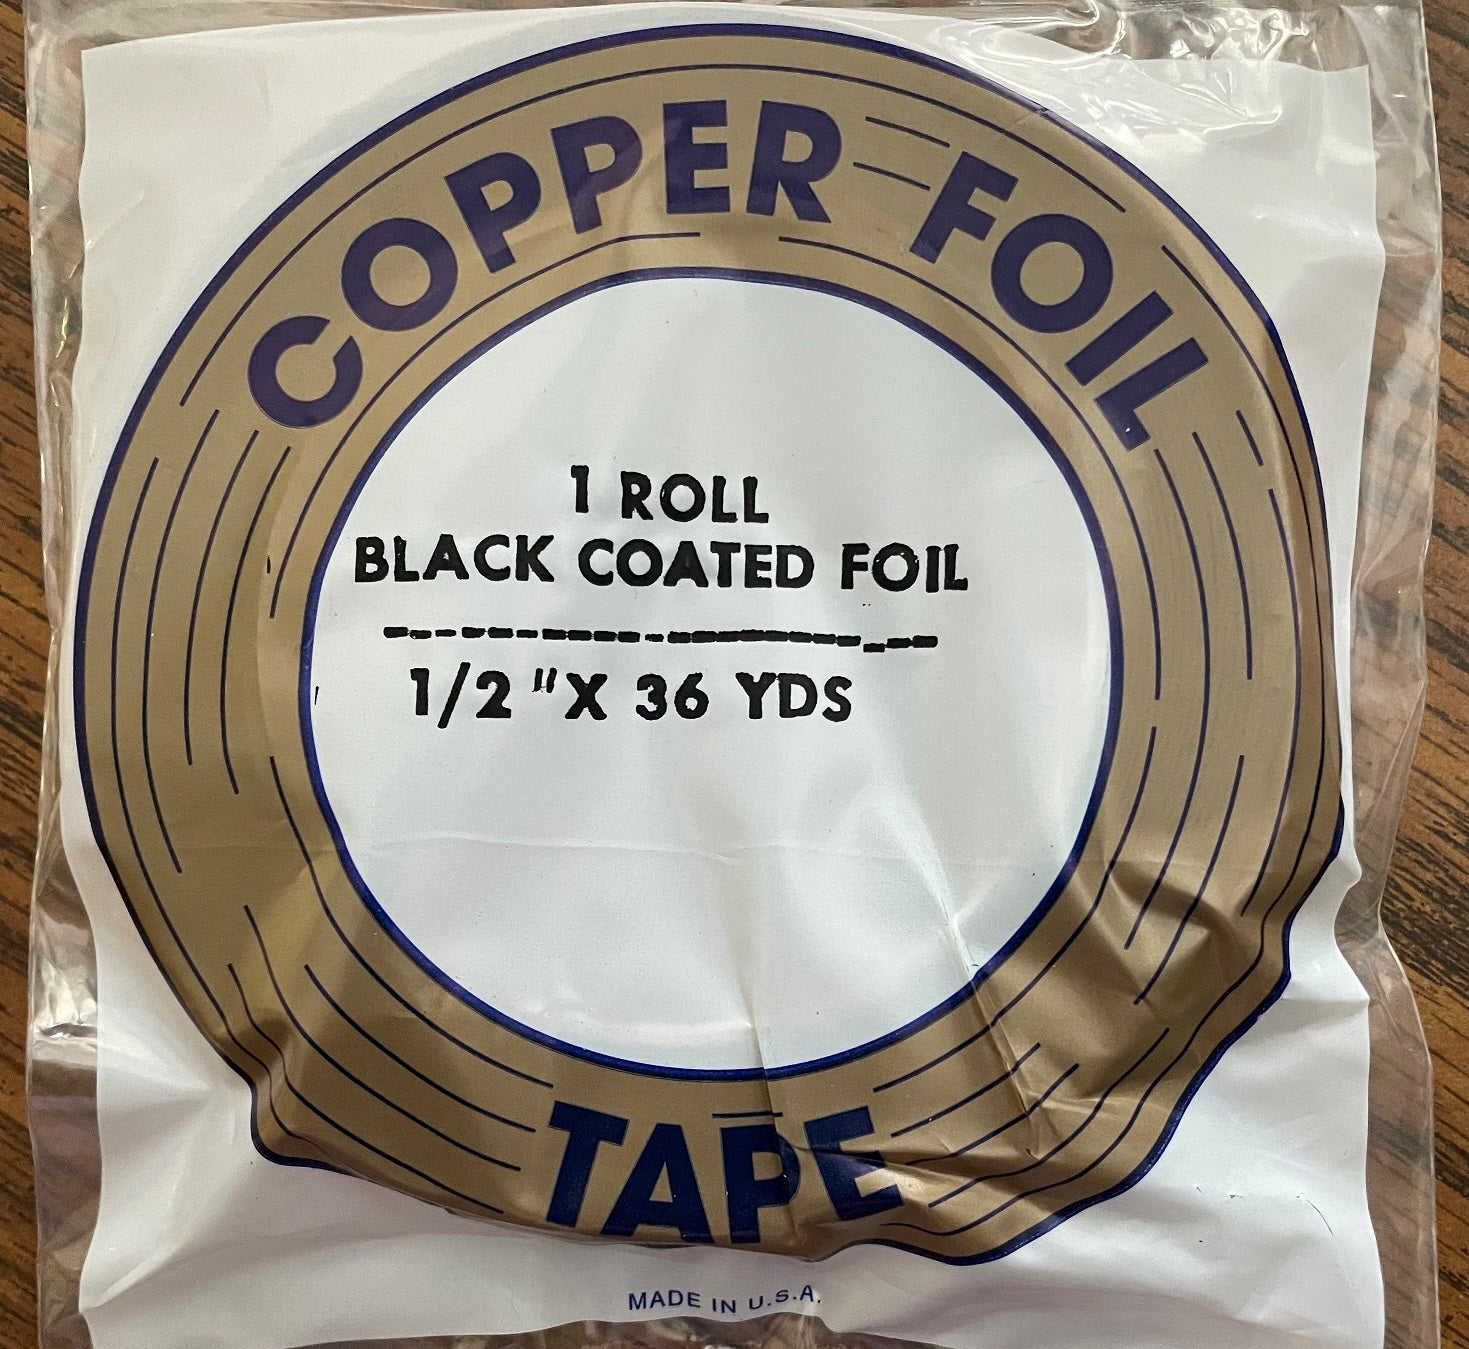 COPPER FOIL
1 ROLL
BLACK COATED FOIL
1/2 "X 36 YDS
TAPE
MADE IN U.S.A.